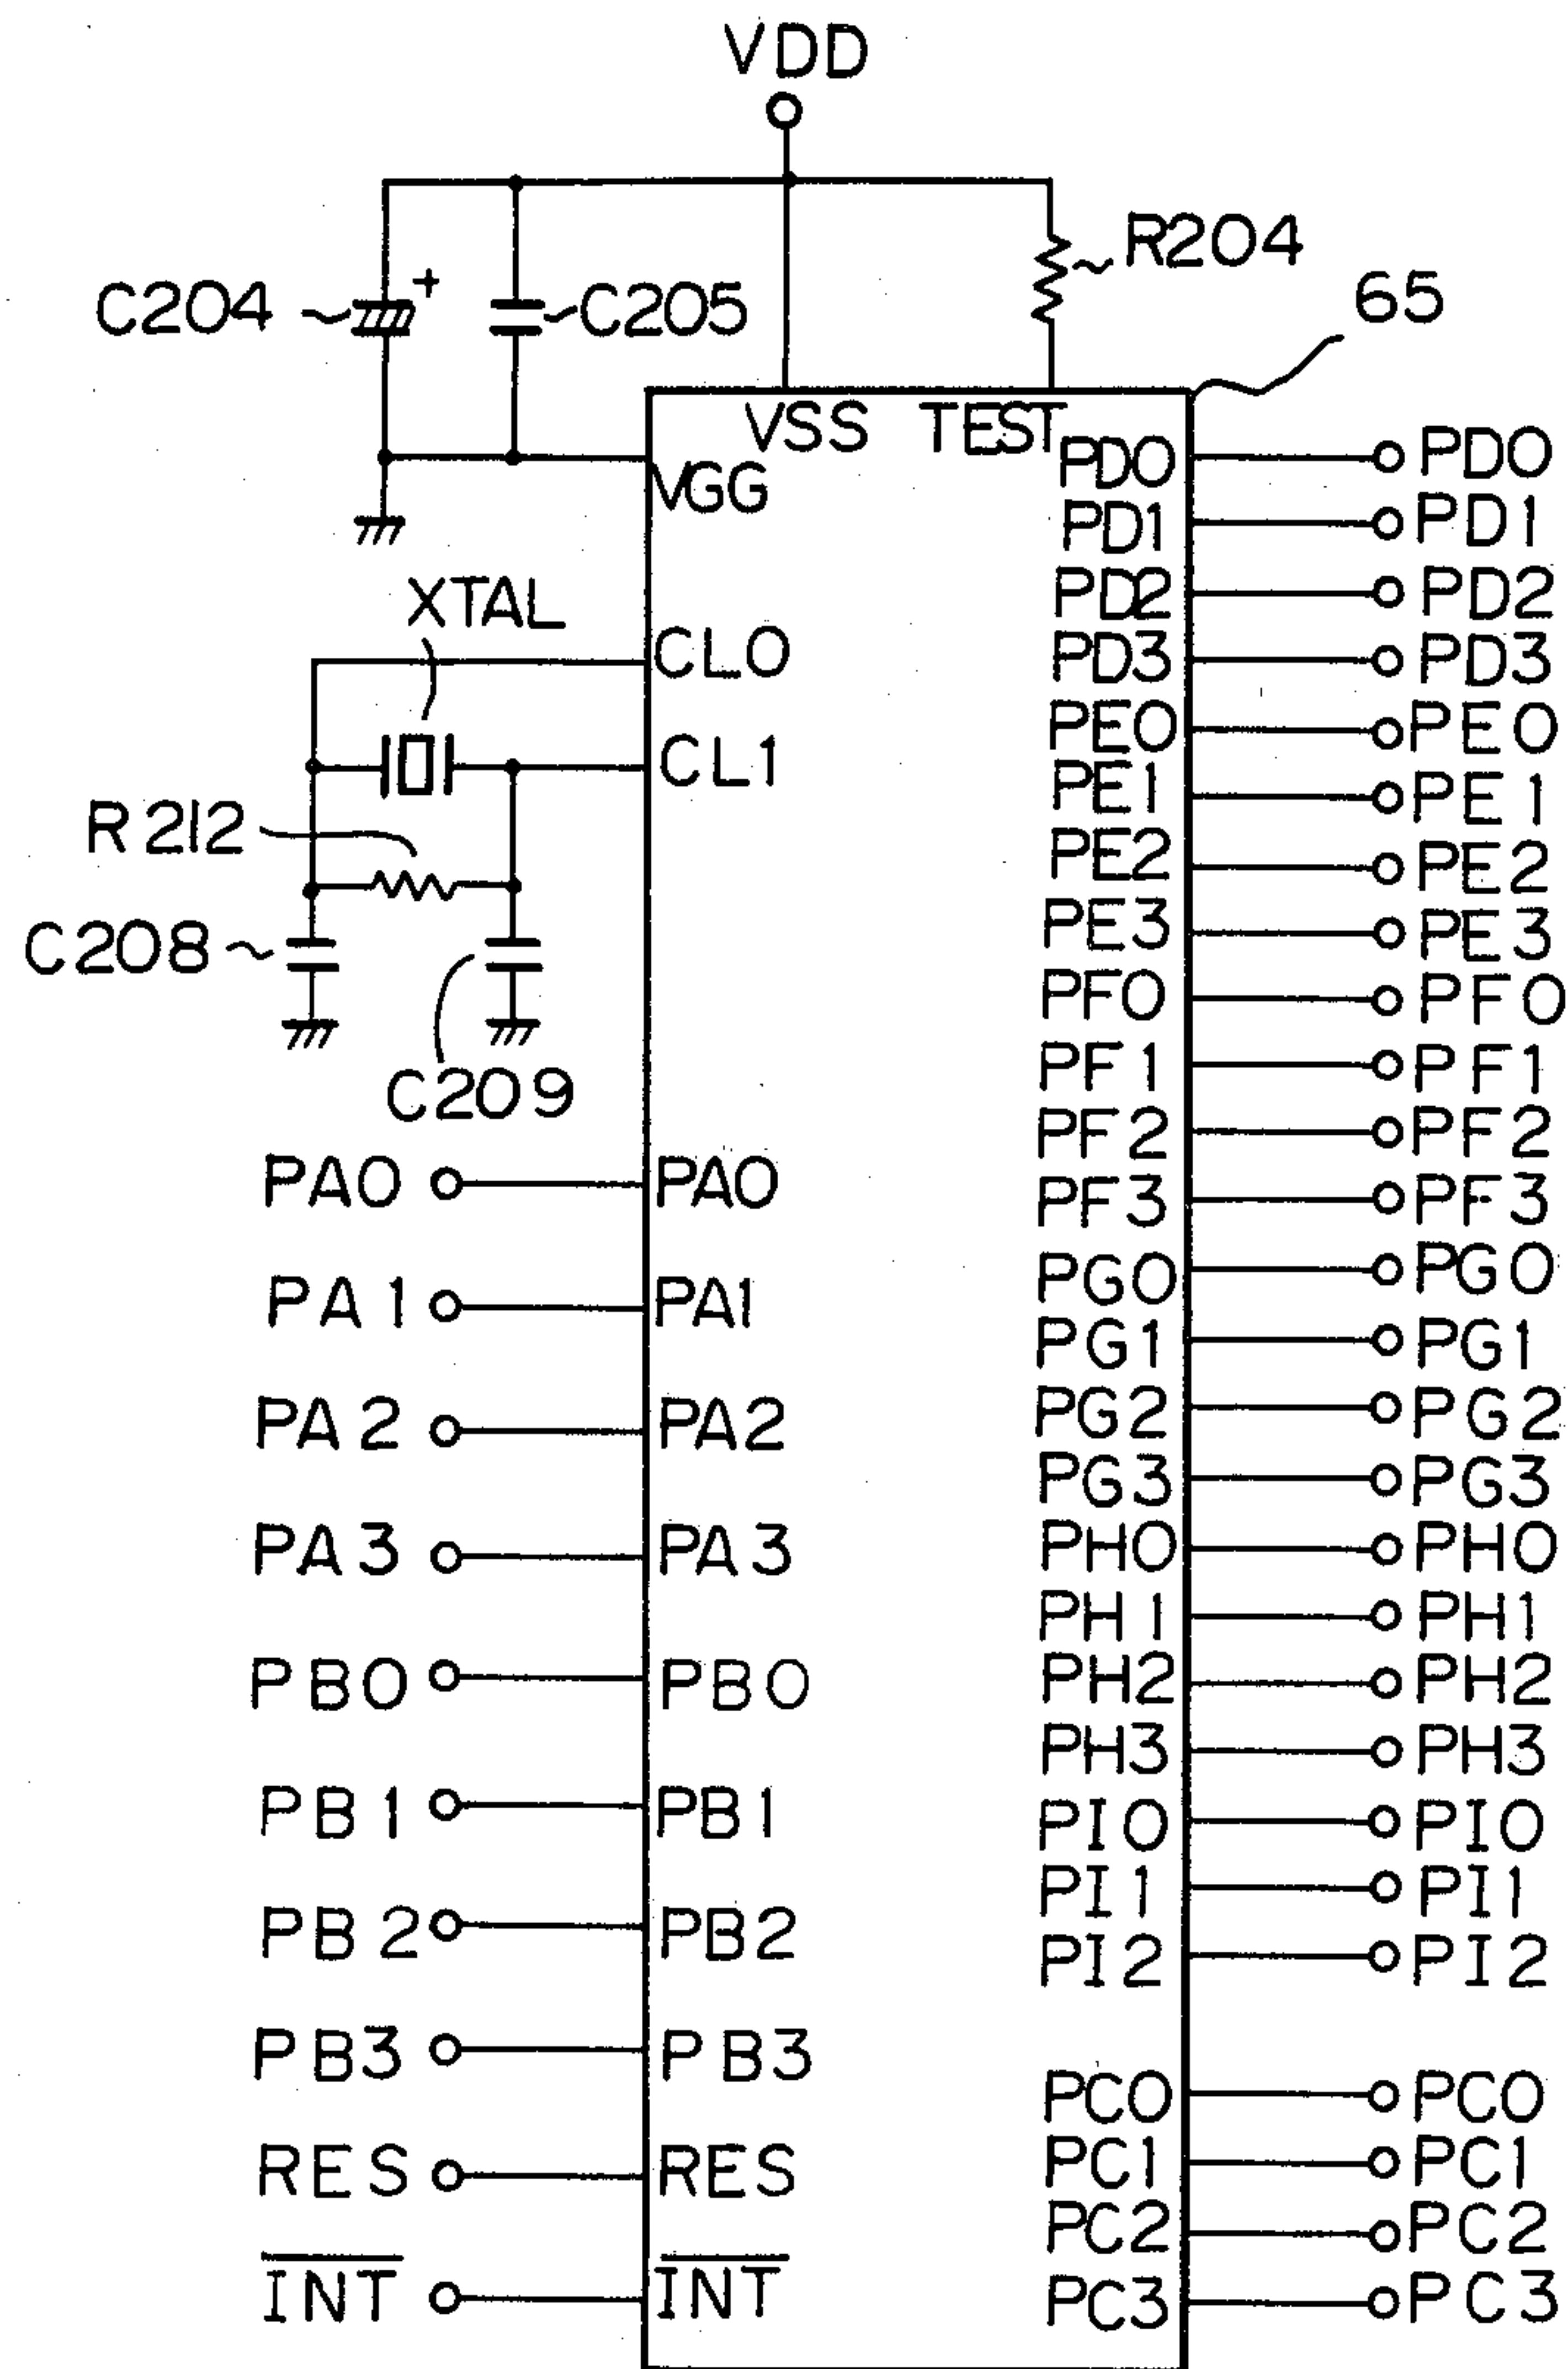 VDD
R204
C204
+
C205
65
VSS
TEST
VGG
PD0
PD0
PD1
PD1
PD2
PD2
PD3
PD3
XTAL
CL0
PE0
PE0
CL1
PE1
PE1
R212
PE2
PE2
C208
PE3
PE3
PF0
PF0
C209
PF1
PF1
PF2
PF2
PA0
PA0
PF3
PF3
PG0
PG0
PA1
PA1
PG1
PG1
PA2
PA2
PG2
PG2
PG3
PG3
PA3
PA3
PH0
PH0
PH1
PH1
PB0
PB0
PH2
PH2
PH3
PH3
PB1
PB1
PI0
PI0
PI1
PI1
PB2
PB2
PI2
PI2
PB3
PB3
PC0
PC0
RES
RES
PC1
PC1
PC2
PC2
I̅N̅T̅
I̅N̅T̅
PC3
PC3